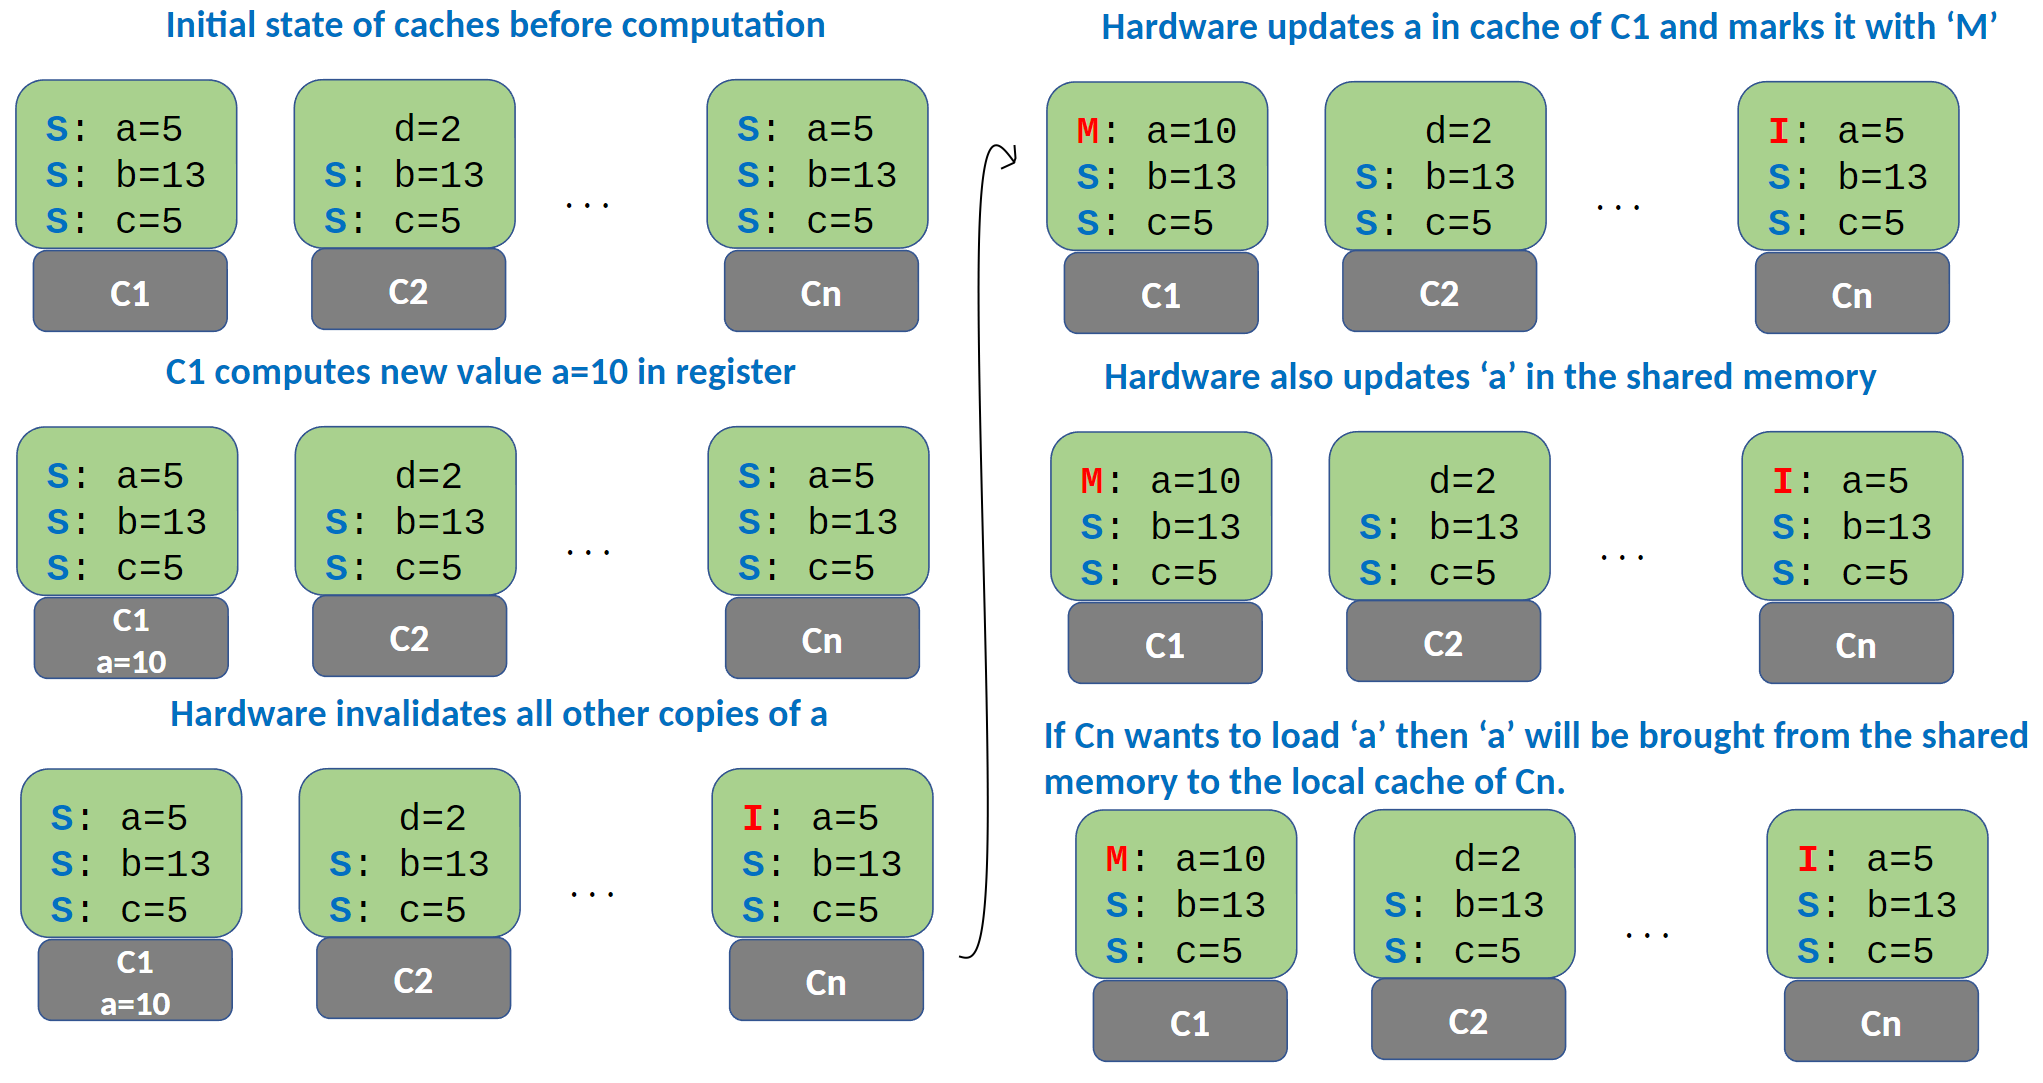 Initial state of caches before computation
S: a=5
S: b=13
S: c=5
C1
d=2
S: b=13
S: c=5
C2
...
S: a=5
S: b=13
S: c=5
Cn
C1 computes new value a=10 in register
S: a=5
S: b=13
S: c=5
C1
a=10
d=2
S: b=13
S: c=5
C2
...
S: a=5
S: b=13
S: c=5
Cn
Hardware invalidates all other copies of a
S: a=5
S: b=13
S: c=5
C1
a=10
d=2
S: b=13
S: c=5
C2
...
I: a=5
S: b=13
S: c=5
Cn
Hardware updates a in cache of C1 and marks it with ‘M’
M: a=10
S: b=13
S: c=5
C1
d=2
S: b=13
S: c=5
C2
...
I: a=5
S: b=13
S: c=5
Cn
Hardware also updates ‘a’ in the shared memory
M: a=10
S: b=13
S: c=5
C1
d=2
S: b=13
S: c=5
C2
...
I: a=5
S: b=13
S: c=5
Cn
If Cn wants to load ‘a’ then ‘a’ will be brought from the shared
memory to the local cache of Cn.
M: a=10
S: b=13
S: c=5
C1
d=2
S: b=13
S: c=5
C2
...
I: a=5
S: b=13
S: c=5
Cn